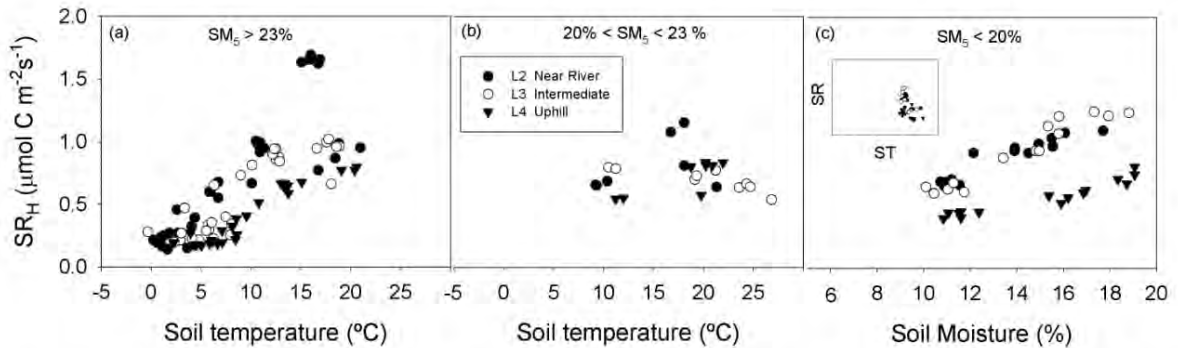 (a) SM5 > 23%
(b) 20% < SM5 < 23 %
(c) SM5 < 20%
SRH (μmol C m-2s-1)
2.0
1.5
1.0
0.5
0.0
L2 Near River
L3 Intermediate
L4 Uphill
SR
ST
-5 0 5 10 15 20 25
-5 0 5 10 15 20 25
6 8 10 12 14 16 18 20
Soil temperature (ºC)
Soil temperature (ºC)
Soil Moisture (%)